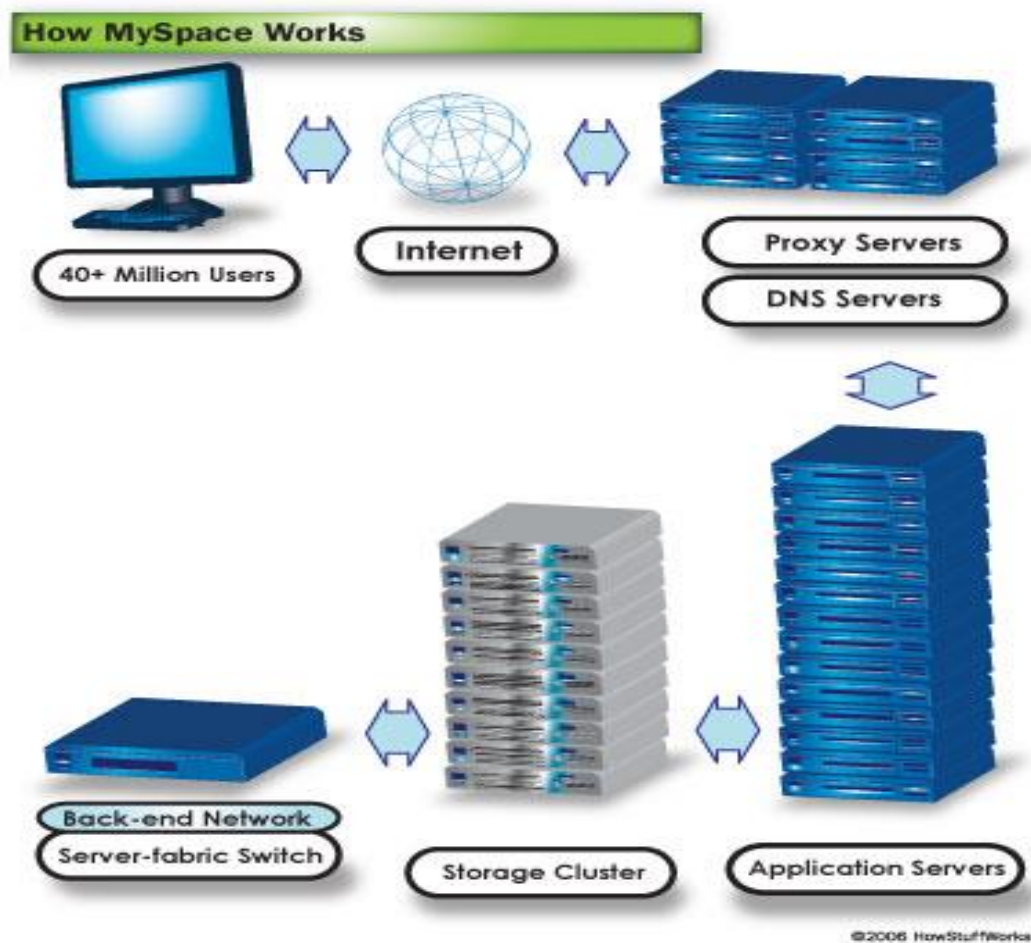 How MySpace Works
40+ Million Users
Internet
Proxy Servers
DNS Servers
Back-end Network
Server-fabric Switch
Storage Cluster
Application Servers
©2006 HowStuffWorks